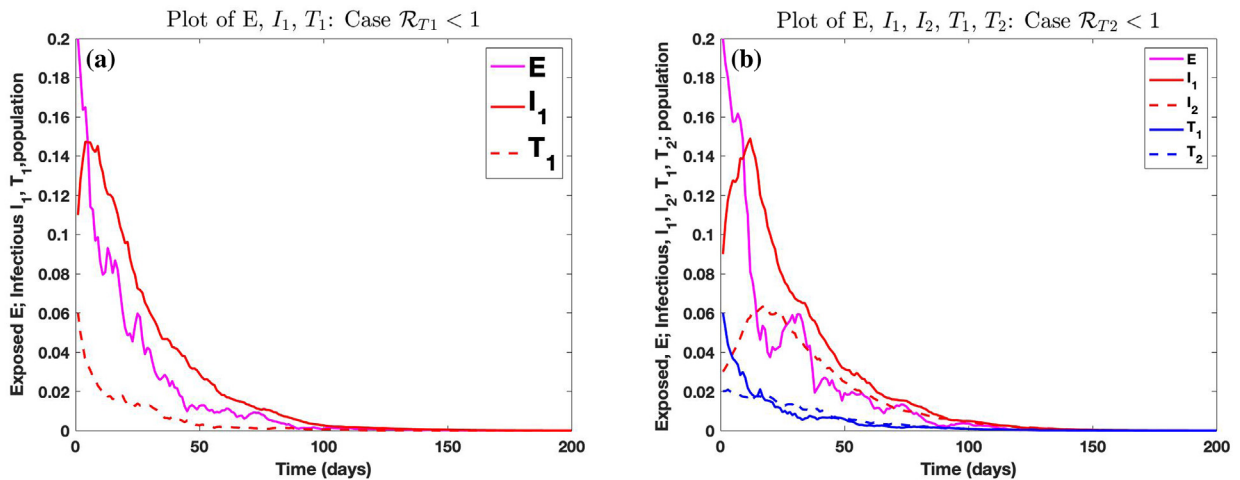 Plot of E, I₁, T₁: Case R_T1 < 1
(a)
E
I₁
T₁
0.2
0.18
0.16
0.14
0.12
0.1
0.08
0.06
0.04
0.02
0
0
50
100
150
200
Exposed E; Infectious I₁, T₁,population
Time (days)
Plot of E, I₁, I₂, T₁, T₂: Case R_T2 < 1
(b)
E
I₁
I₂
T₁
T₂
0.2
0.18
0.16
0.14
0.12
0.1
0.08
0.06
0.04
0.02
0
0
50
100
150
200
Exposed, E; Infectious, I₁, I₂, T₁, T₂; population
Time (days)